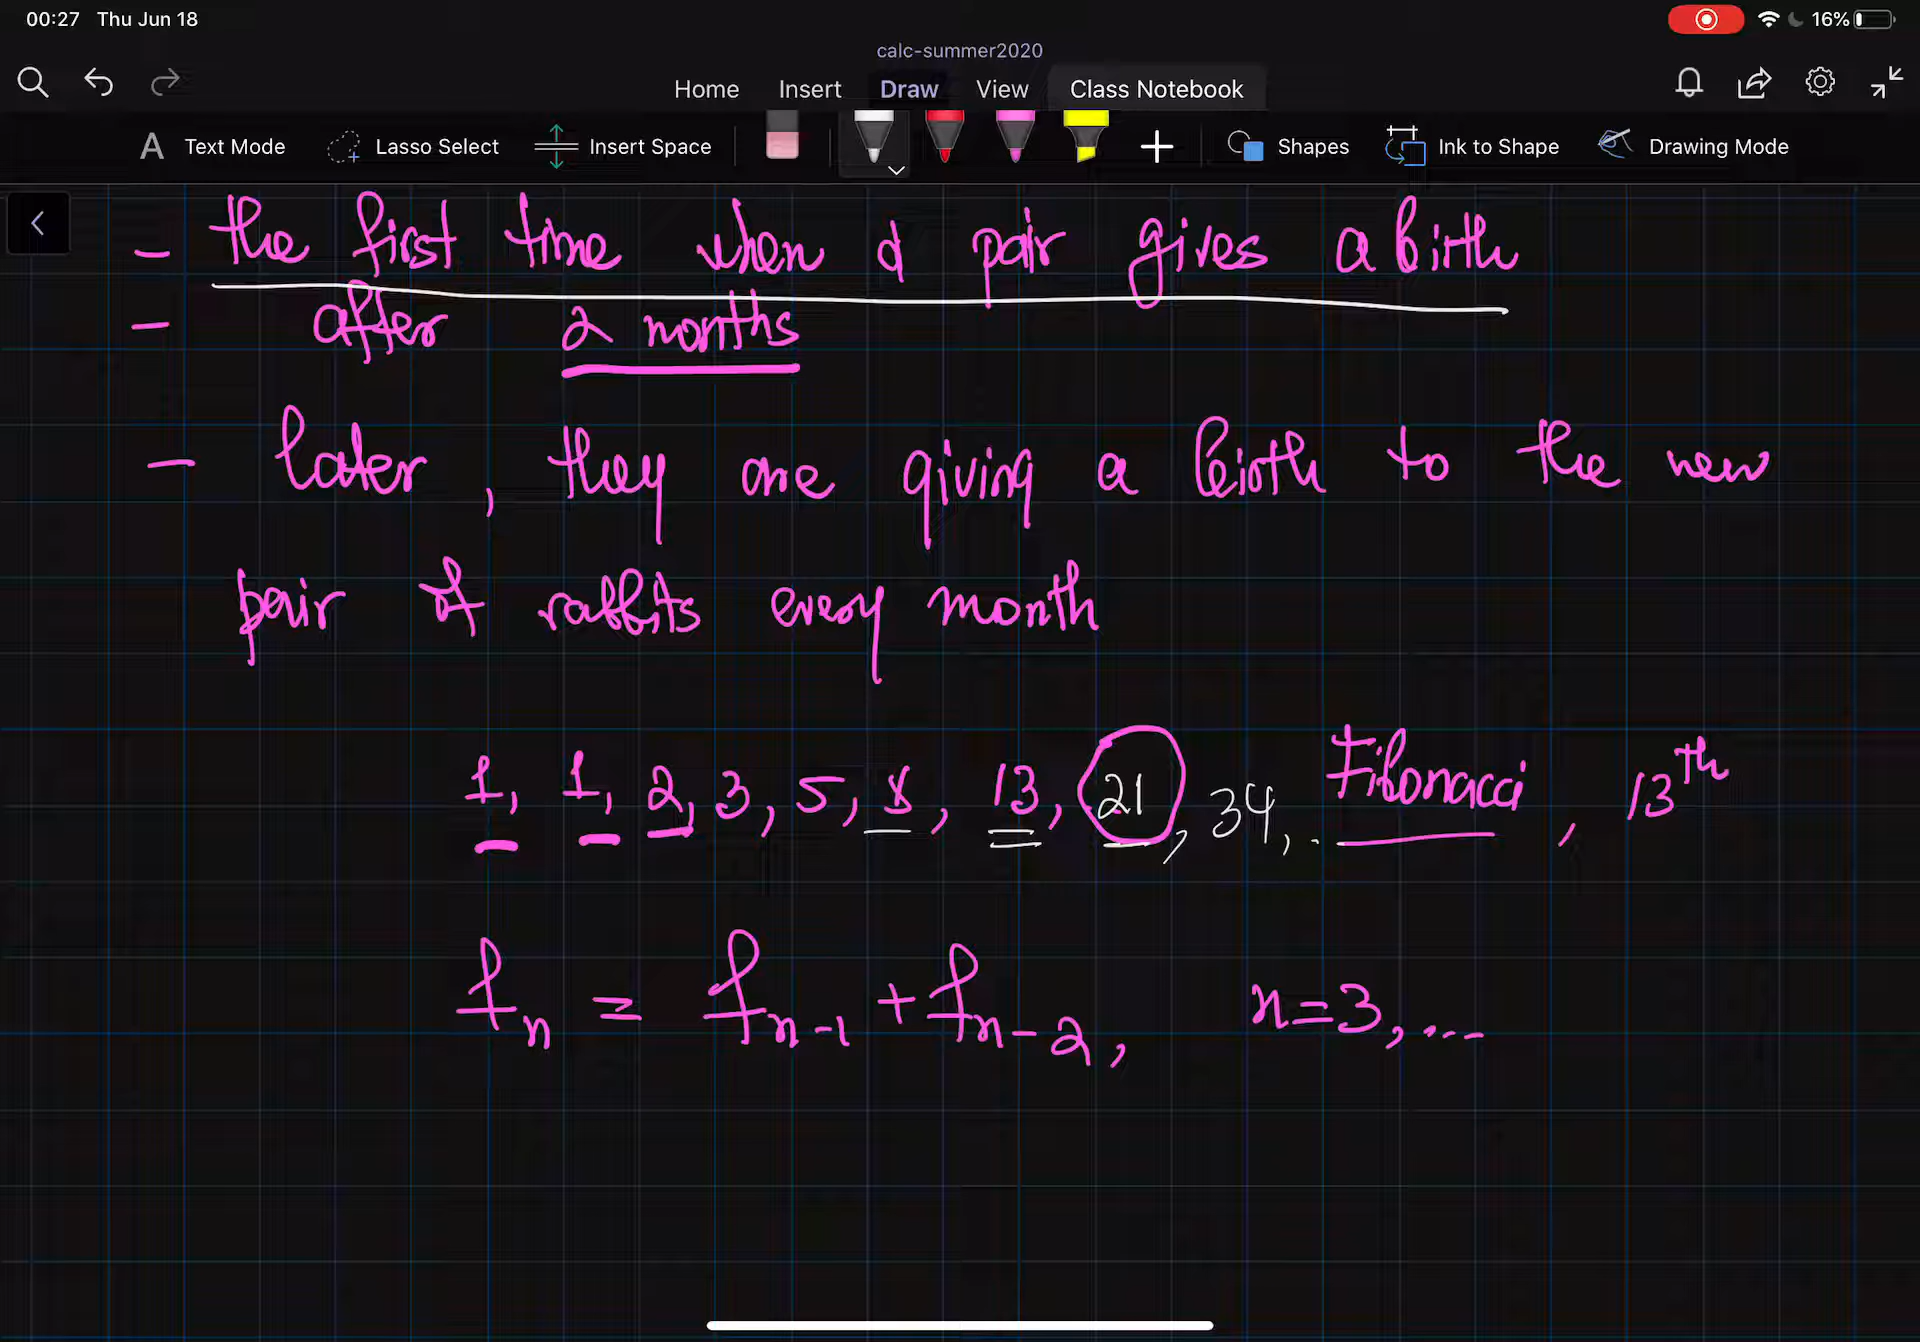 00:27 Thu Jun 18 16%
calc-summer2020
Home Insert Draw View Class Notebook
Text Mode Lasso Select Insert Space Shapes Ink to Shape Drawing Mode
- the first time when a pair gives a birth
- after 2 months
- later, they are giving a birth to the new
pair of rabbits every month
1, 1, 2, 3, 5, 8, 13, 21, 34, .. Fibonacci, 13th
fn = fn-1 + fn-2, n=3,...